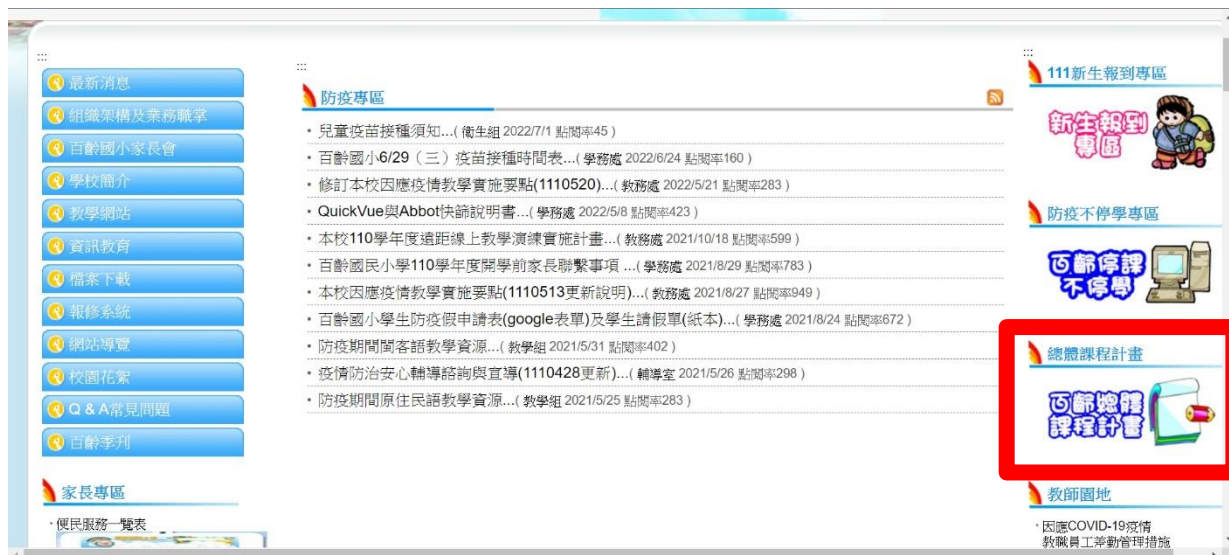 :::
最新消息
組織架構及業務職掌
百齡國小家長會
學校簡介
教學網站
資訊教育
檔案下載
報修系統
網站導覽
校園花絮
Q & A常見問題
百齡季刊
家長專區
·便民服務一覽表
:::
防疫專區
• 兒童疫苗接種須知...( 衛生組 2022/7/1 點閱率45 )
• 百齡國小6/29（三）疫苗接種時間表...( 學務處 2022/6/24 點閱率160 )
• 修訂本校因應疫情教學實施要點(1110520)...( 教務處 2022/5/21 點閱率283 )
• QuickVue與Abbot快篩說明書...( 學務處 2022/5/8 點閱率423 )
• 本校110學年度遠距線上教學演練實施計畫...( 教務處 2021/10/18 點閱率599 )
• 百齡國民小學110學年度開學前家長聯繫事項 ...( 學務處 2021/8/29 點閱率783 )
• 本校因應疫情教學實施要點(1110513更新說明)...( 教務處 2021/8/27 點閱率949 )
• 百齡國小學生防疫假申請表(google表單)及學生請假單(紙本)...( 學務處 2021/8/24 點閱率672 )
• 防疫期間閩客語教學資源...( 教學組 2021/5/31 點閱率402 )
• 疫情防治安心輔導諮詢與宣導(1110428更新)...( 輔導室 2021/5/26 點閱率298 )
• 防疫期間原住民語教學資源...( 教學組 2021/5/25 點閱率283 )
:::
111新生報到專區
新生報到
專區
防疫不停學專區
百齡停課
不停學
總體課程計畫
百齡總體
課程計畫
教師園地
·因應COVID-19疫情
教職員工差勤管理措施